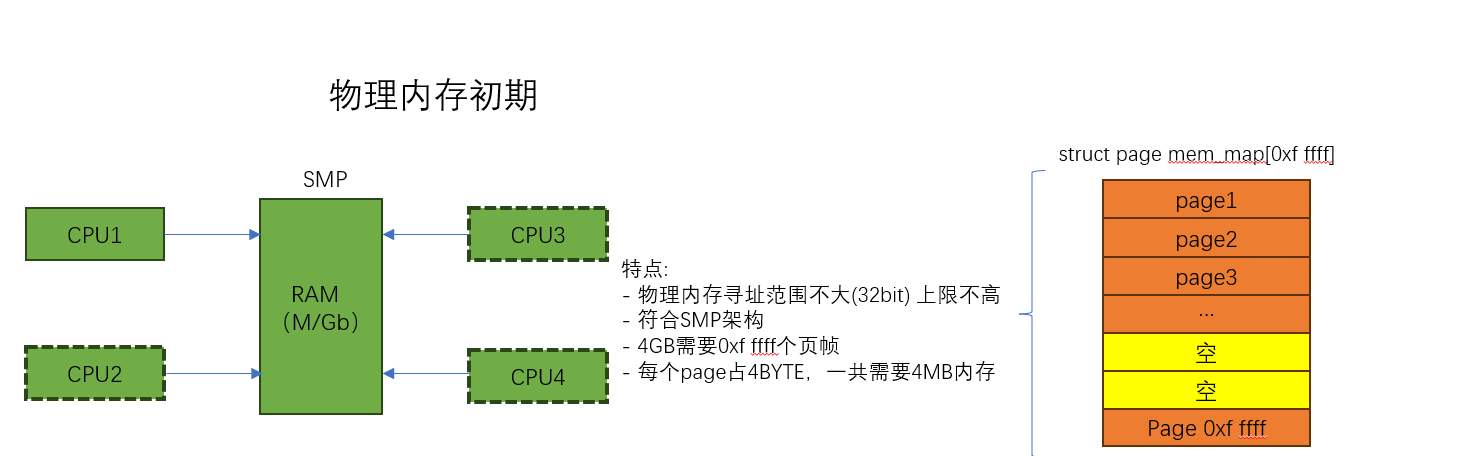 物理内存初期
SMP
CPU1
CPU2
RAM
（M/Gb）
CPU3
CPU4
特点:
- 物理内存寻址范围不大(32bit) 上限不高
- 符合SMP架构
- 4GB需要0xf ffff个页帧
- 每个page占4BYTE，一共需要4MB内存
struct page mem_map[0xf ffff]
page1
page2
page3
...
空
空
Page 0xf ffff